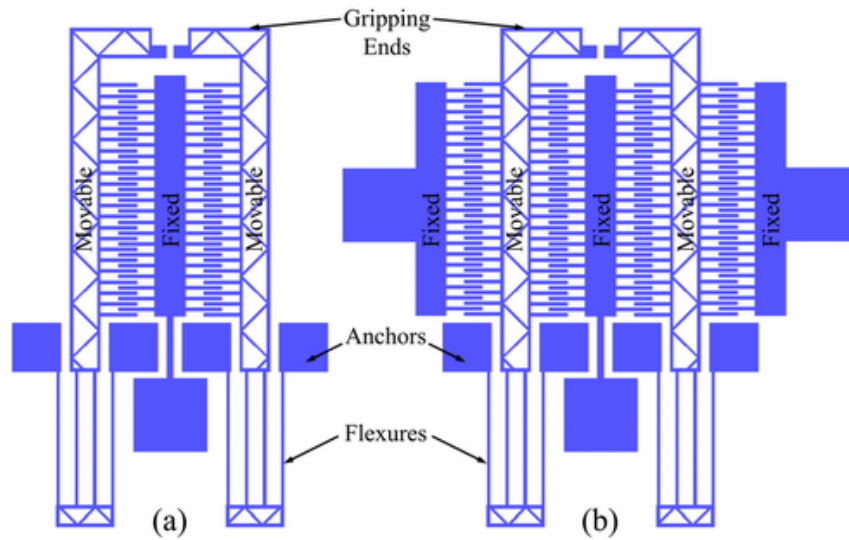 Gripping
Ends
Movable
Fixed
Movable
Fixed
Movable
Fixed
Movable
Fixed
Anchors
Flexures
(a)
(b)